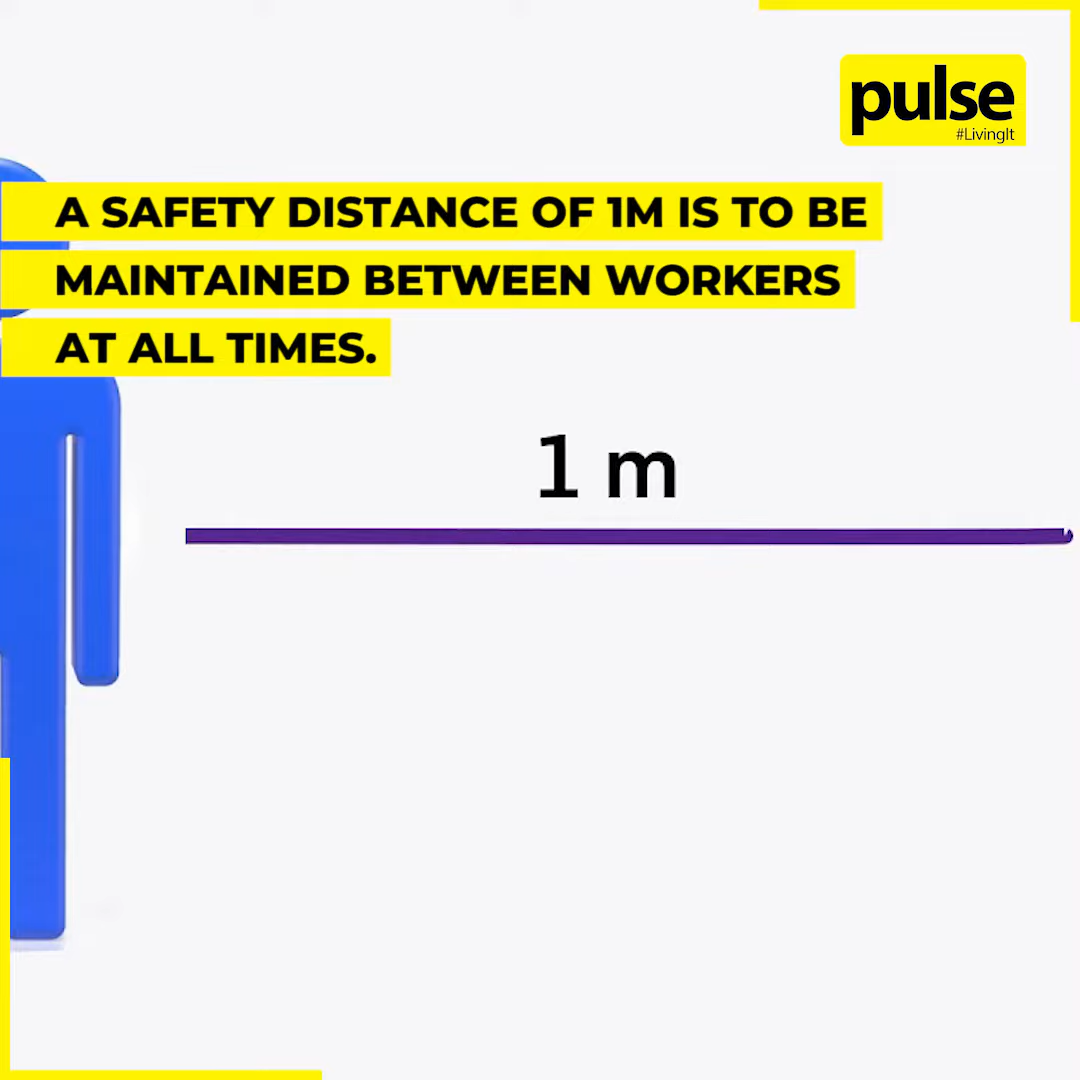 pulse
#LivingIt
A SAFETY DISTANCE OF 1M IS TO BE
MAINTAINED BETWEEN WORKERS
AT ALL TIMES.
1 m